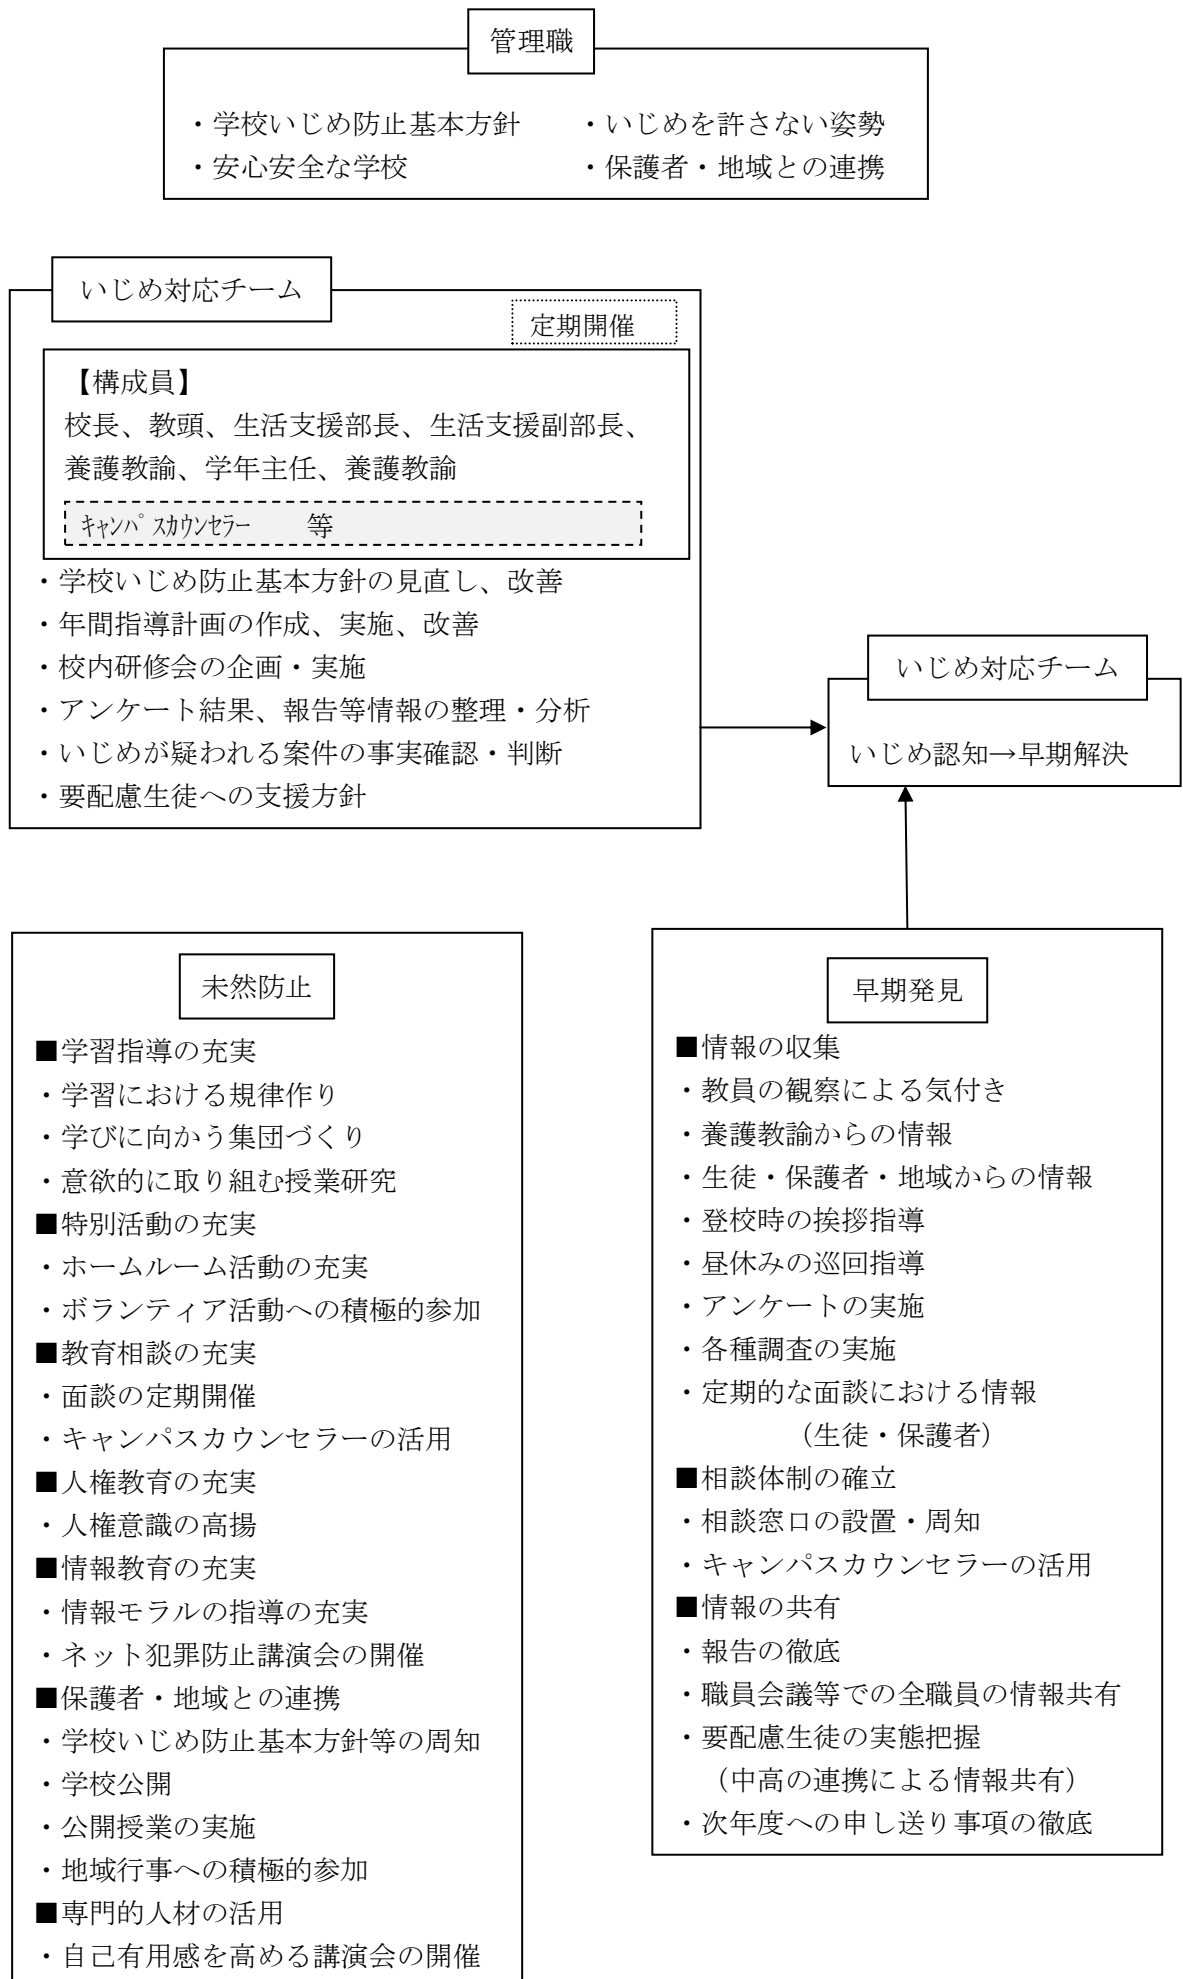 管理職
・学校いじめ防止基本方針　　・いじめを許さない姿勢
・安心安全な学校　　　　　　・保護者・地域との連携
いじめ対応チーム
定期開催
【構成員】
校長、教頭、生活支援部長、生活支援副部長、
養護教諭、学年主任、養護教諭
ｷｬﾝﾊﾟｽｶｳﾝｾﾗｰ　　等
・学校いじめ防止基本方針の見直し、改善
・年間指導計画の作成、実施、改善
・校内研修会の企画・実施
・アンケート結果、報告等情報の整理・分析
・いじめが疑われる案件の事実確認・判断
・要配慮生徒への支援方針
いじめ対応チーム
いじめ認知→早期解決
未然防止
■学習指導の充実
・学習における規律作り
・学びに向かう集団づくり
・意欲的に取り組む授業研究
■特別活動の充実
・ホームルーム活動の充実
・ボランティア活動への積極的参加
■教育相談の充実
・面談の定期開催
・キャンパスカウンセラーの活用
■人権教育の充実
・人権意識の高揚
■情報教育の充実
・情報モラルの指導の充実
・ネット犯罪防止講演会の開催
■保護者・地域との連携
・学校いじめ防止基本方針等の周知
・学校公開
・公開授業の実施
・地域行事への積極的参加
■専門的人材の活用
・自己有用感を高める講演会の開催
早期発見
■情報の収集
・教員の観察による気付き
・養護教諭からの情報
・生徒・保護者・地域からの情報
・登校時の挨拶指導
・昼休みの巡回指導
・アンケートの実施
・各種調査の実施
・定期的な面談における情報
（生徒・保護者）
■相談体制の確立
・相談窓口の設置・周知
・キャンパスカウンセラーの活用
■情報の共有
・報告の徹底
・職員会議等での全職員の情報共有
・要配慮生徒の実態把握
（中高の連携による情報共有）
・次年度への申し送り事項の徹底